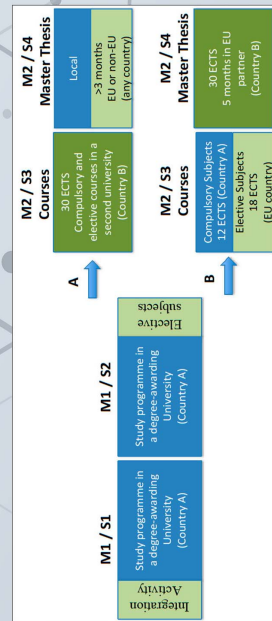 M1 / S1
Integration
Activity
Study programme in
a degree-awarding
University
(Country A)
M1 / S2
Study programme in
a degree-awarding
University
(Country A)
Elective
subjects
A
M2 / S3
Courses
30 ECTS
Compulsory and
elective courses in a
second university
(Country B)
M2 / S4
Master Thesis
Local
>3 months
EU or non-EU
(any country)
B
M2 / S3
Courses
Compulsory Subjects
12 ECTS (Country A)
Elective Subjects
18 ECTS
(EU country)
M2 / S4
Master Thesis
30 ECTS
5 months in EU
partner
(Country B)